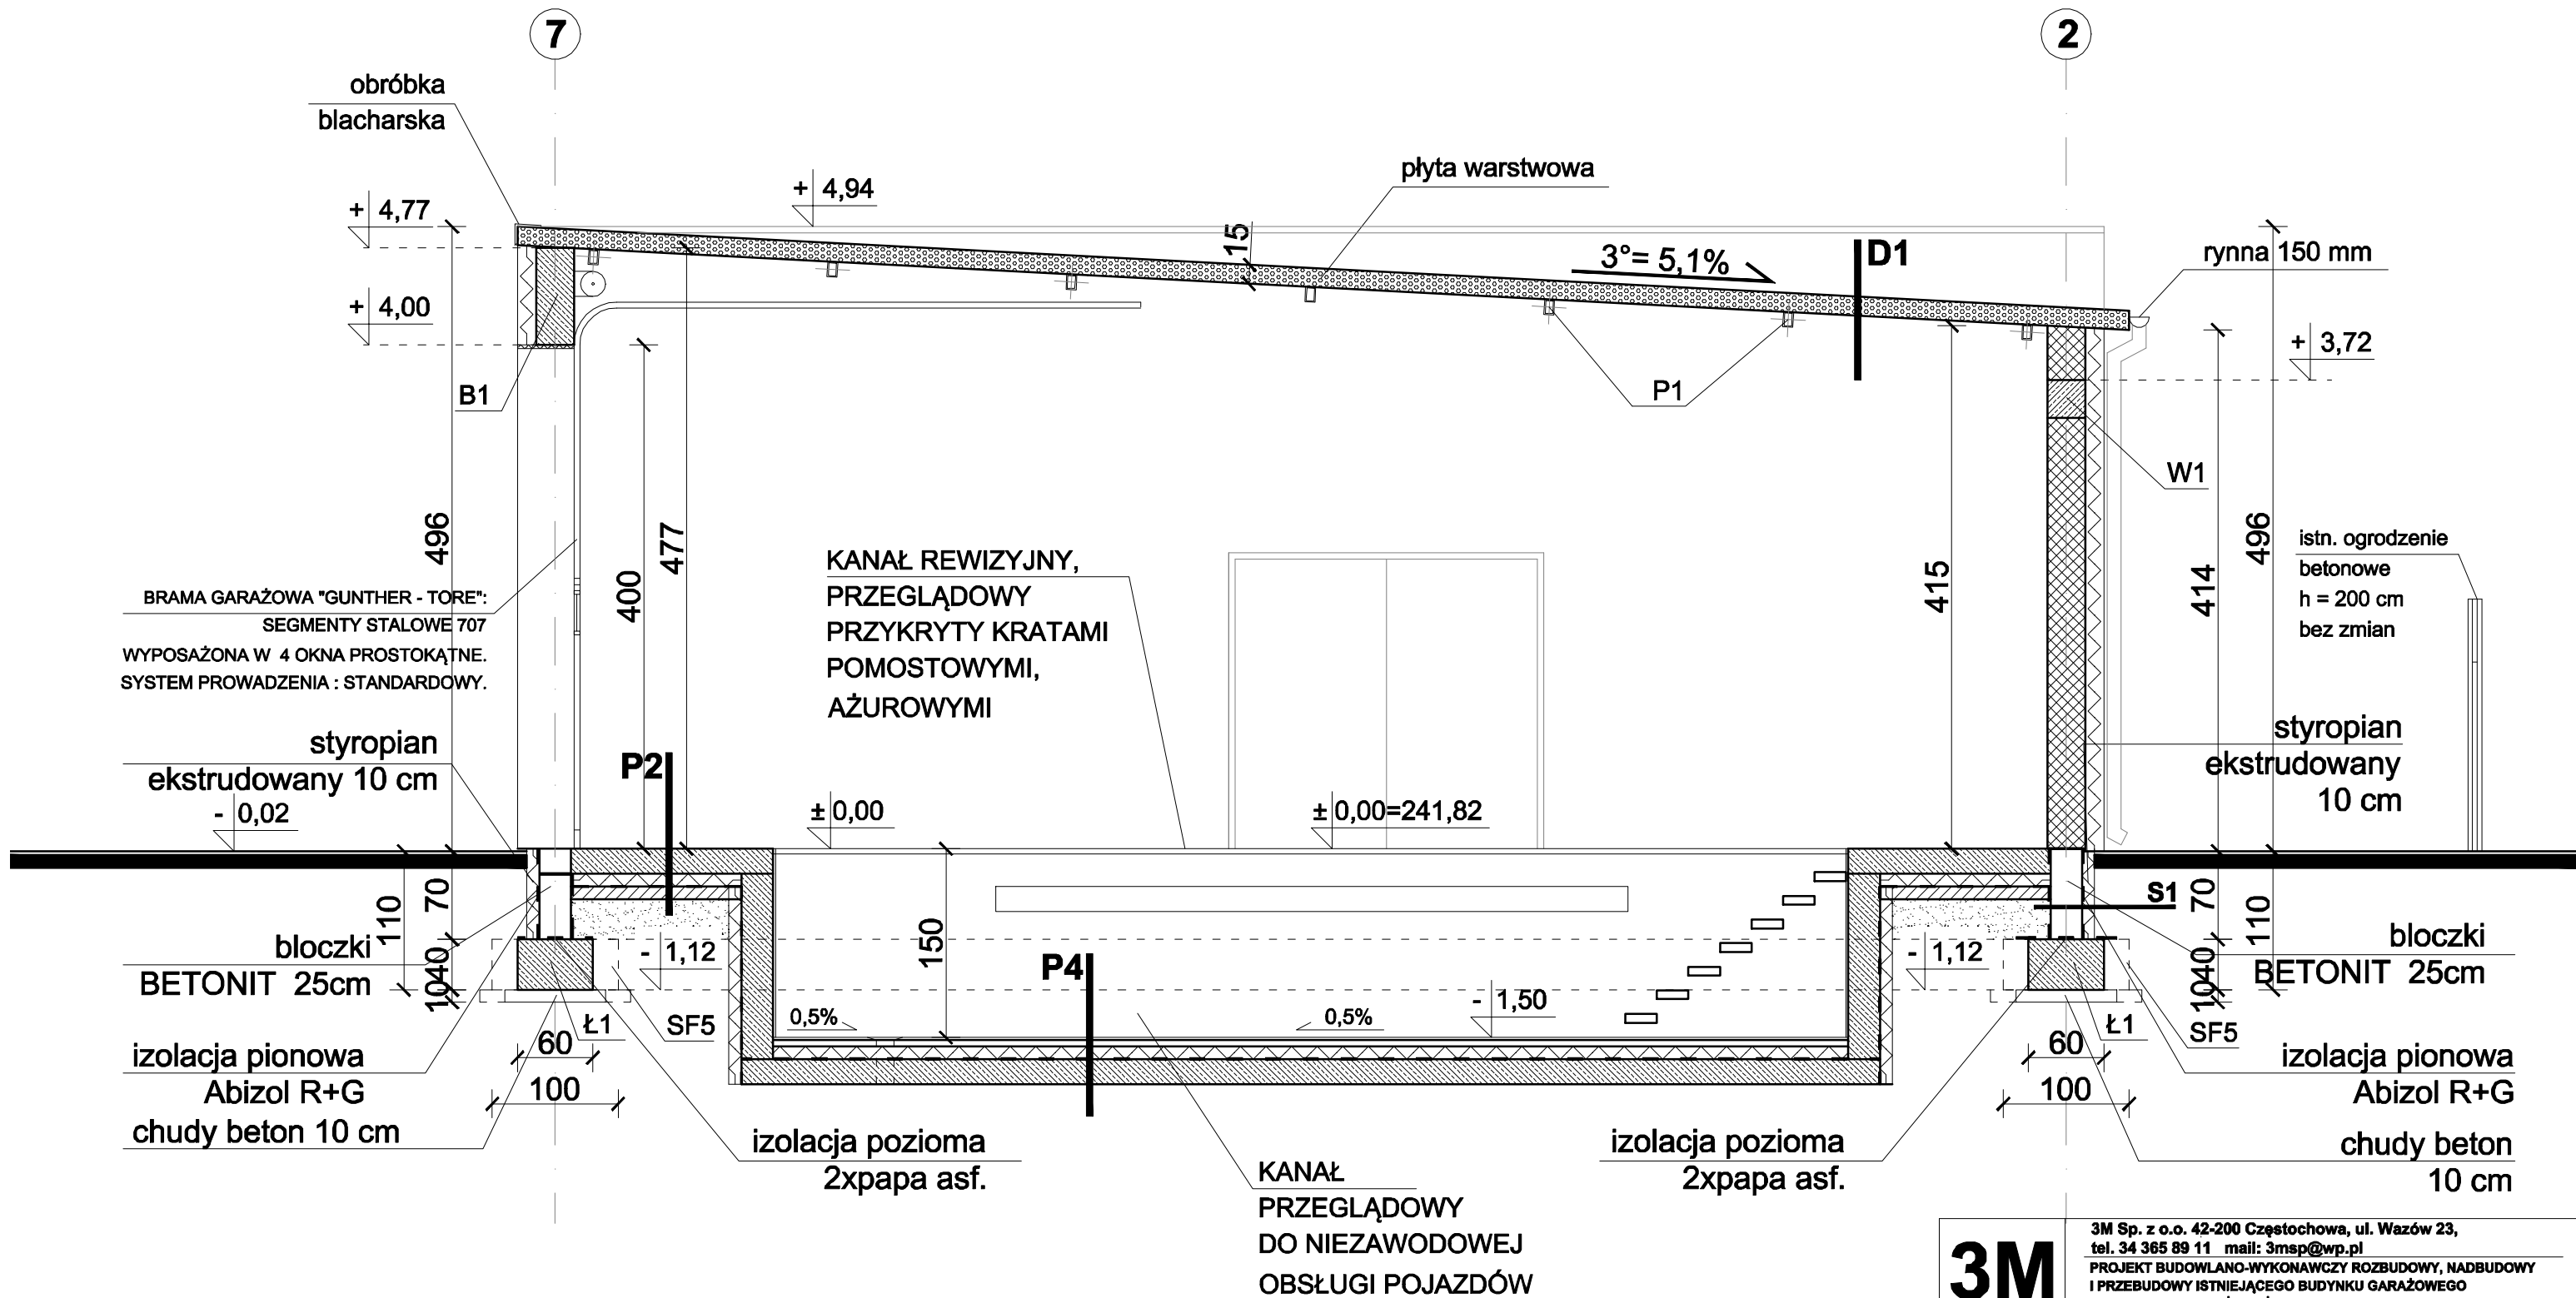 7
2
obróbka
blacharska
płyta warstwowa
+ 4,94
+ 4,77
15
3°= 5,1%
D1
rynna 150 mm
+ 4,00
+ 3,72
B1
P1
W1
496
477
400
415
414
496
istn. ogrodzenie
betonowe
h = 200 cm
bez zmian
KANAŁ REWIZYJNY,
PRZEGLĄDOWY
PRZYKRYTY KRATAMI
POMOSTOWYMI,
AŻUROWYMI
BRAMA GARAŻOWA "GUNTHER - TORE":
SEGMENTY STALOWE 707
WYPOSAŻONA W 4 OKNA PROSTOKĄTNE.
SYSTEM PROWADZENIA : STANDARDOWY.
styropian
ekstrudowany 10 cm
P2
styropian
ekstrudowany
10 cm
- 0,02
± 0,00
± 0,00=241,82
110
70
1040
150
S1
70
110
1040
bloczki
BETONIT 25cm
- 1,12
P4
- 1,50
- 1,12
bloczki
BETONIT 25cm
0,5%
0,5%
Ł1
SF5
Ł1
SF5
60
100
60
100
izolacja pionowa
Abizol R+G
chudy beton 10 cm
izolacja pionowa
Abizol R+G
chudy beton
10 cm
izolacja pozioma
2xpapa asf.
izolacja pozioma
2xpapa asf.
KANAŁ
PRZEGLĄDOWY
DO NIEZAWODOWEJ
OBSŁUGI POJAZDÓW
3M
3M Sp. z o.o. 42-200 Częstochowa, ul. Wazów 23,
tel. 34 365 89 11 mail: 3msp@wp.pl
PROJEKT BUDOWLANO-WYKONAWCZY ROZBUDOWY, NADBUDOWY
I PRZEBUDOWY ISTNIEJĄCEGO BUDYNKU GARAŻOWEGO